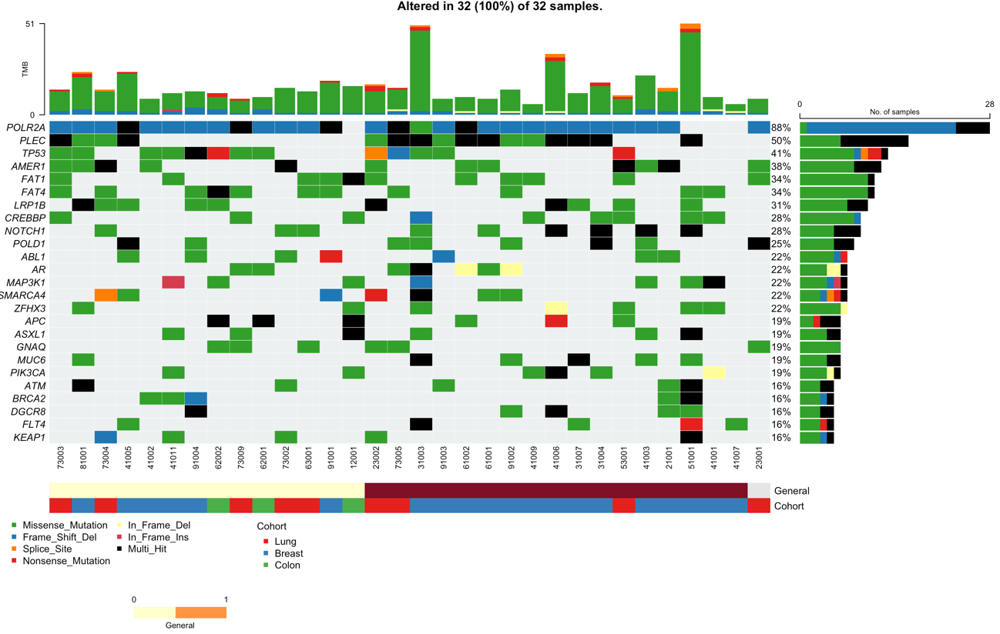 Altered in 32 (100%) of 32 samples.
51
TMB
0
0
28
No. of samples
POLR2A 88%
PLEC 50%
TP53 41%
AMER1 38%
FAT1 34%
FAT4 34%
LRP1B 31%
CREBBP 28%
NOTCH1 28%
POLD1 25%
ABL1 22%
AR 22%
MAP3K1 22%
SMARCA4 22%
ZFHX3 22%
APC 19%
ASXL1 19%
GNAQ 19%
MUC6 19%
PIK3CA 19%
ATM 16%
BRCA2 16%
DGCR8 16%
FLT4 16%
KEAP1 16%
73003 81001 73004 41005 41002 41011 91004 62002 73009 62001 73002 63001 91001 12001 23002 73005 31003 91003 61002 61001 91002 41009 41006 31007 31004 53001 41003 21001 51001 41001 41007 23001
General
Cohort
Missense_Mutation In_Frame_Del
Frame_Shift_Del In_Frame_Ins
Splice_Site Multi_Hit
Nonsense_Mutation
Cohort
Lung
Breast
Colon
0 1
General